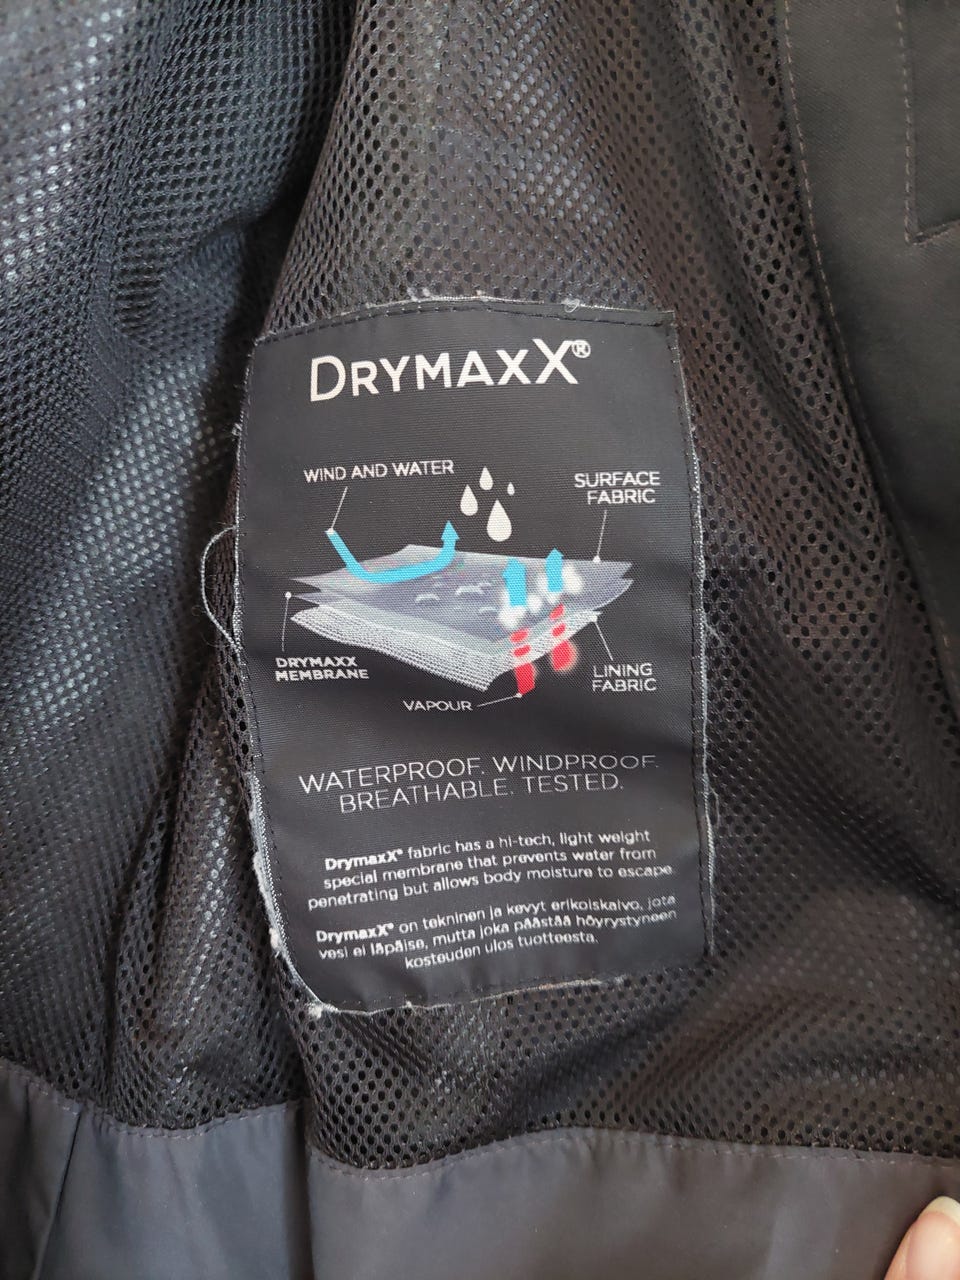 DRYMAXX®
WIND AND WATER
SURFACE
FABRIC
DRYMAXX
MEMBRANE
LINING
FABRIC
VAPOUR
WATERPROOF. WINDPROOF.
BREATHABLE. TESTED.
DrymaxX® fabric has a hi-tech, light weight
special membrane that prevents water from
penetrating but allows body moisture to escape.
DrymaxX® on tekninen ja kevyt erikoiskalvo, jota
vesi ei läpäise, mutta joka päästää höyrystyneen
kosteuden ulos tuotteesta.